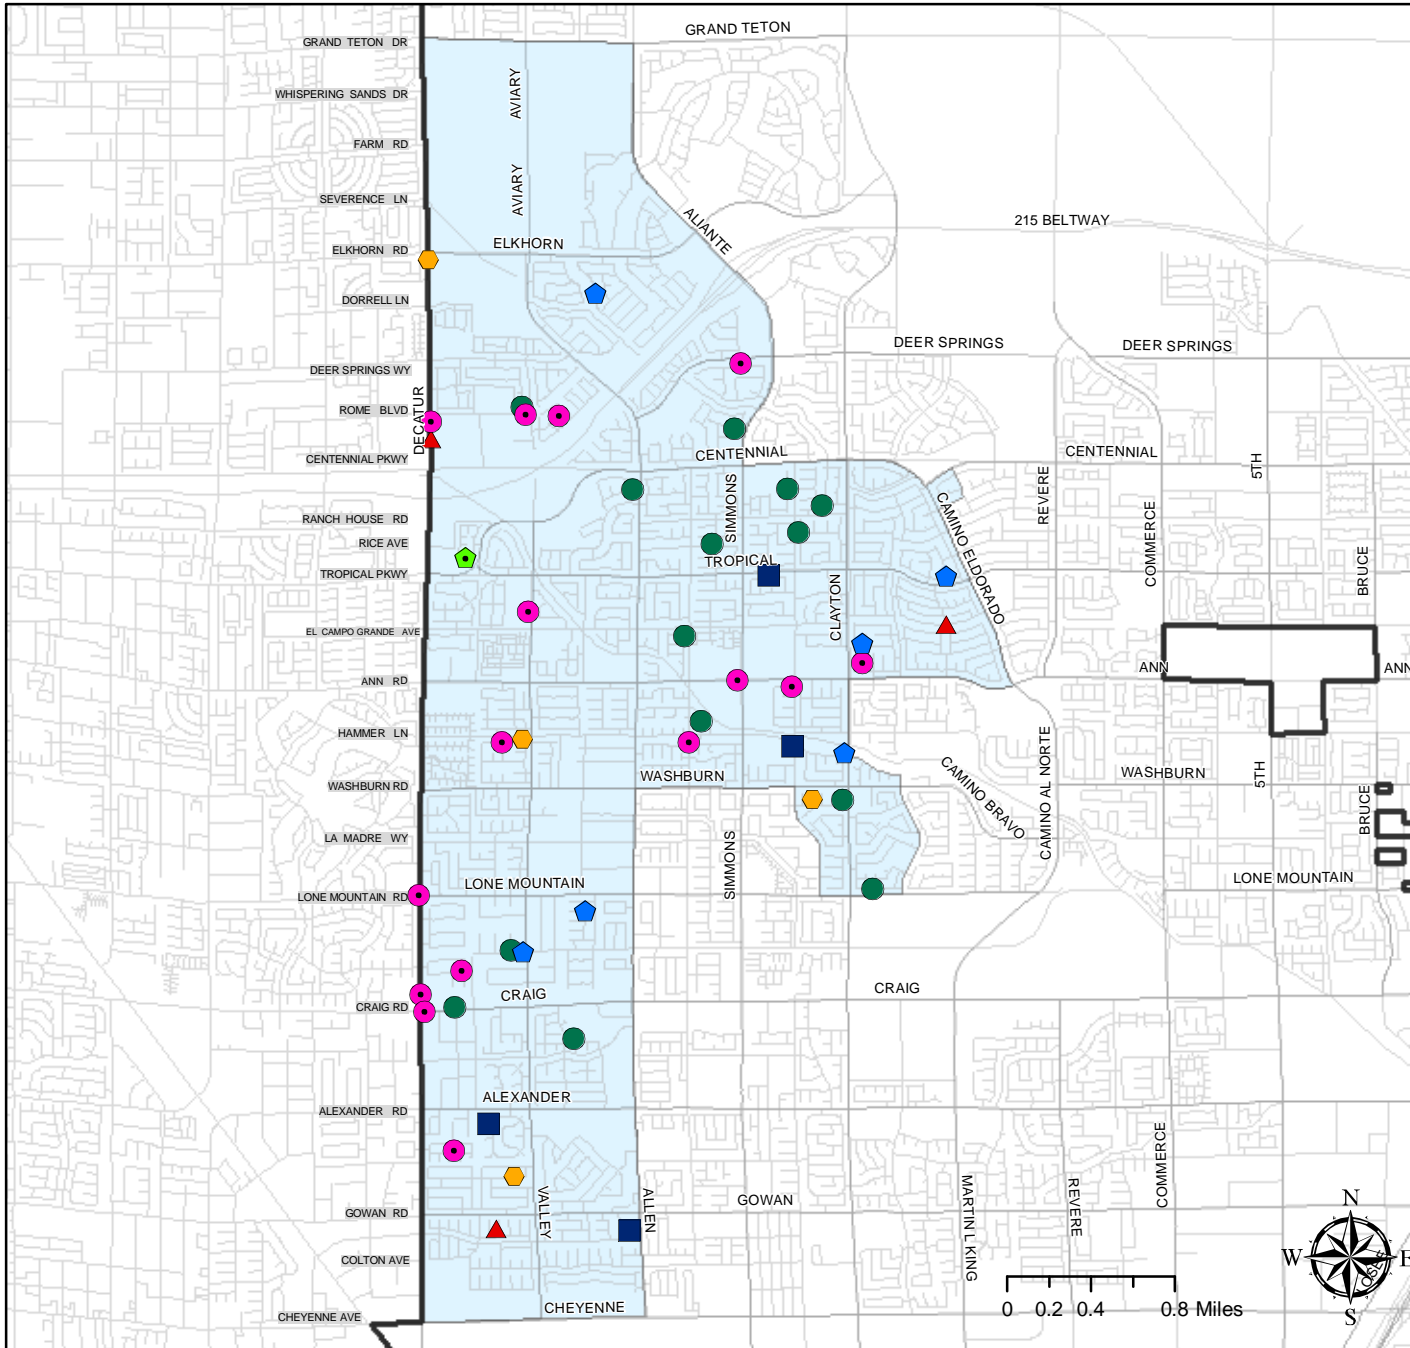 GRAND TETON
GRAND TETON DR
AVIARY
WHISPERING SANDS DR
FARM RD
AVIARY
SEVERENCE LN
ALIANTE
215 BELTWAY
ELKHORN
ELKHORN RD
DORRELL LN
DEER SPRINGS
DEER SPRINGS
DEER SPRINGS WY
ROME BLVD
DECATUR
CENTENNIAL
CENTENNIAL
CENTENNIAL PKWY
5TH
SIMMONS
REVERE
CAMINO ELDORADO
COMMERCE
RANCH HOUSE RD
RICE AVE
TROPICAL
BRUCE
TROPICAL PKWY
CLAYTON
EL CAMPO GRANDE AVE
ANN
ANN
ANN RD
HAMMER LN
CAMINO AL NORTE
WASHBURN
WASHBURN
5TH
CAMINO BRAVO
WASHBURN RD
BRUCE
LA MADRE WY
SIMMONS
LONE MOUNTAIN
LONE MOUNTAIN
LONE MOUNTAIN RD
CRAIG
CRAIG
CRAIG RD
ALEXANDER
ALEXANDER RD
COMMERCE
VALLEY
ALLEN
GOWAN
MARTIN L KING
REVERE
N
GOWAN RD
COLTON AVE
W
E
S
CHEYENNE
0 0.2 0.4 0.8 Miles
CHEYENNE AVE